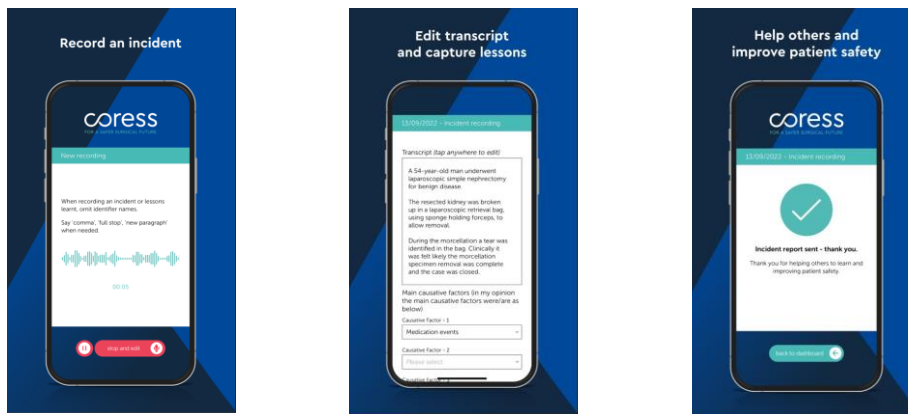 Record an incident
coress
FOR A SAFER SURGICAL FUTURE
New recording
When recording an incident or lessons
learnt, omit identifier names.
Say 'comma', 'full stop', 'new paragraph'
when needed.
00:05
stop and edit
Edit transcript
and capture lessons
13/09/2022 - Incident recording
Transcript (tap anywhere to edit)
A 54-year-old man underwent
laparoscopic simple nephrectomy
for benign disease.
The resected kidney was broken
up in a laparoscopic retrieval bag,
using sponge holding forceps, to
allow removal.
During the morcellation a tear was
identified in the bag. Clinically it
was felt likely the morcellation
specimen removal was complete
and the case was closed.
Main causative factors (in my opinion
the main causative factors were/are as
below)
Causative Factor - 1
Medication events
Causative Factor - 2
Please select
Causative Factor - 3
Help others and
improve patient safety
coress
FOR A SAFER SURGICAL FUTURE
13/09/2022 - Incident recording
Incident report sent - thank you.
Thank you for helping others to learn and
improving patient safety.
back to dashboard